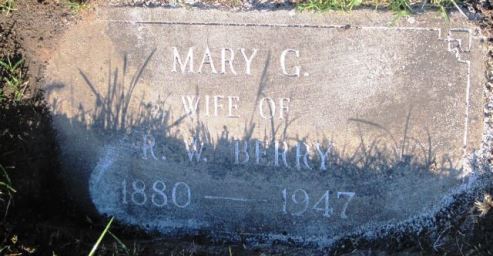 MARY G.
WIFE OF
R. W. BERRY
1880 — 1947